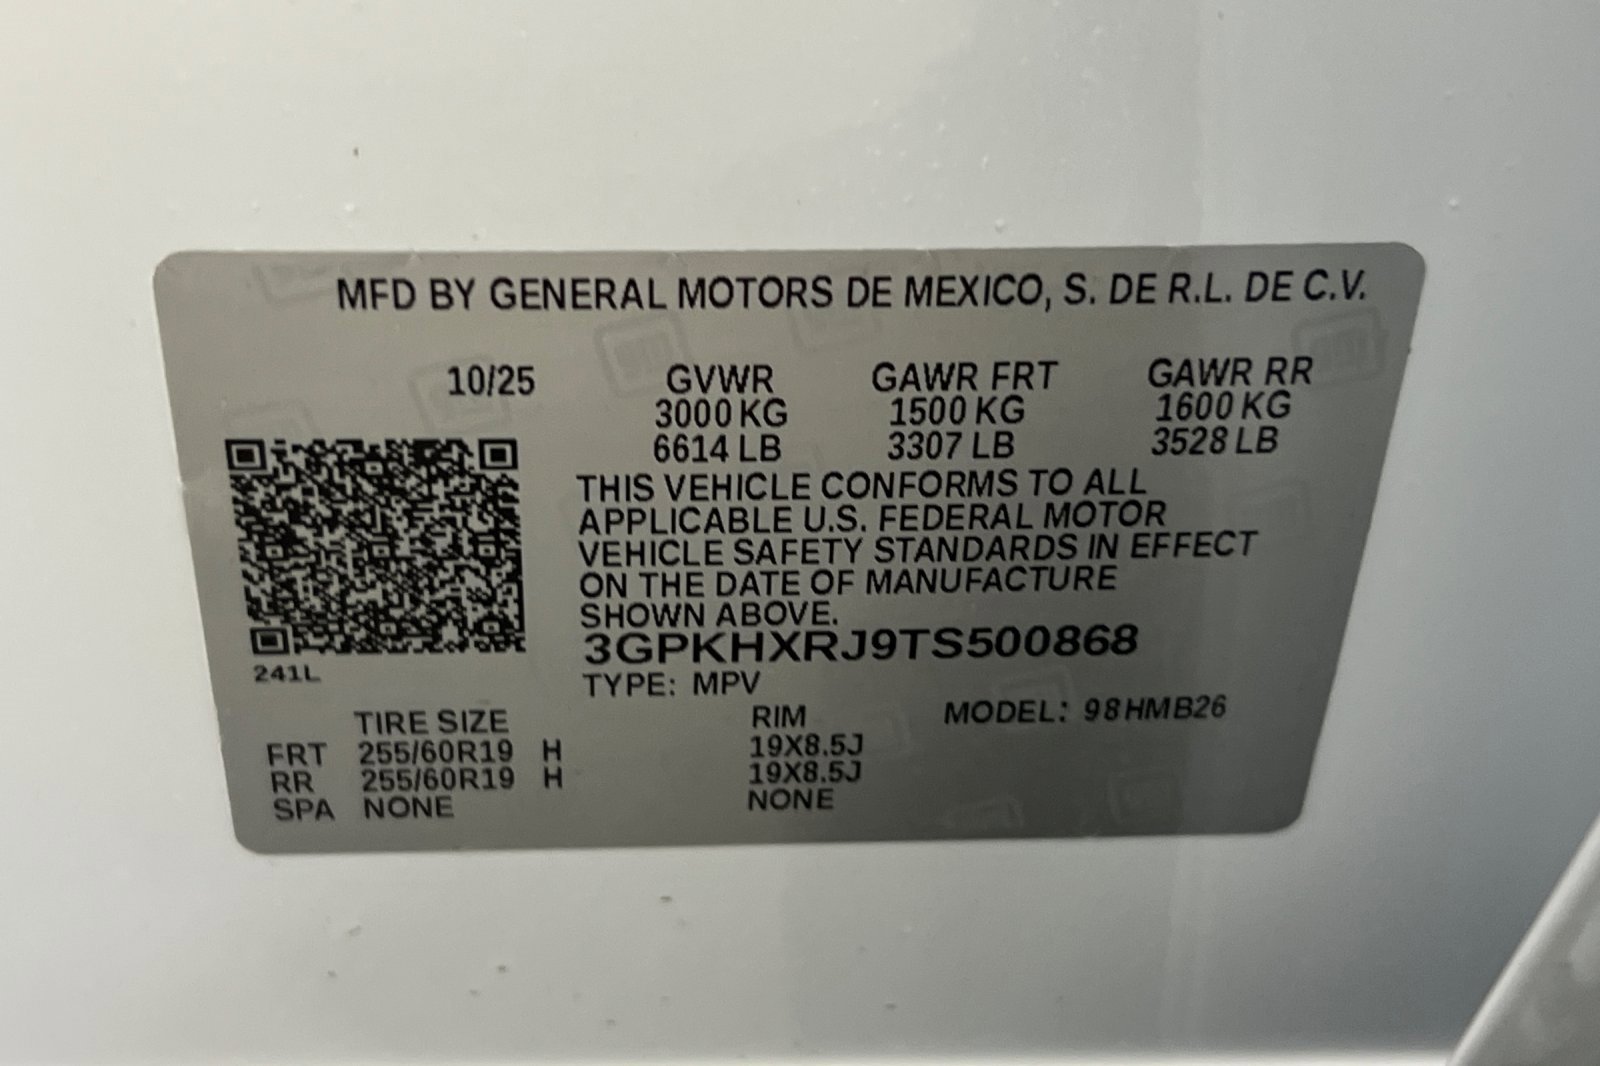 MFD BY GENERAL MOTORS DE MEXICO, S. DE R.L. DE C.V.
10/25 GVWR GAWR FRT GAWR RR
3000 KG 1500 KG 1600 KG
6614 LB 3307 LB 3528 LB
THIS VEHICLE CONFORMS TO ALL
APPLICABLE U.S. FEDERAL MOTOR
VEHICLE SAFETY STANDARDS IN EFFECT
ON THE DATE OF MANUFACTURE
SHOWN ABOVE.
3GPKHXRJ9TS500868
241L
TYPE: MPV
TIRE SIZE RIM MODEL: 98HMB26
FRT 255/60R19 H 19X8.5J
RR 255/60R19 H 19X8.5J
SPA NONE NONE